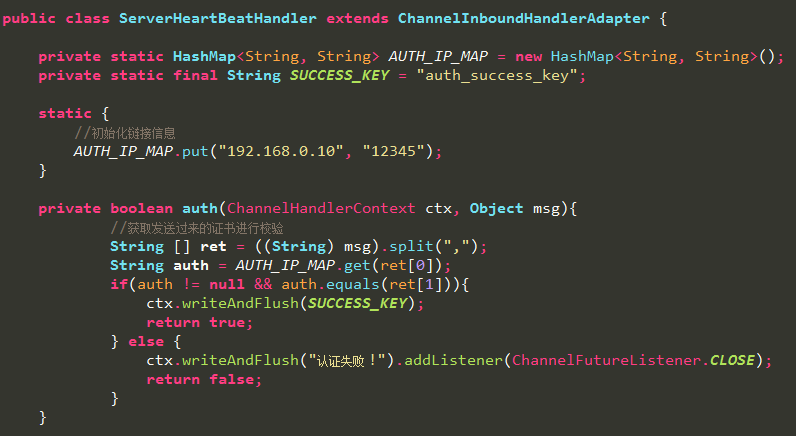 public class ServerHeartBeatHandler extends ChannelInboundHandlerAdapter {
private static HashMap<String, String> AUTH_IP_MAP = new HashMap<String, String>();
private static final String SUCCESS_KEY = "auth_success_key";
static {
//初始化链接信息
AUTH_IP_MAP.put("192.168.0.10", "12345");
}
private boolean auth(ChannelHandlerContext ctx, Object msg){
//获取发送过来的证书进行校验
String [] ret = ((String) msg).split(",");
String auth = AUTH_IP_MAP.get(ret[0]);
if(auth != null && auth.equals(ret[1])){
ctx.writeAndFlush(SUCCESS_KEY);
return true;
} else {
ctx.writeAndFlush("认证失败！").addListener(ChannelFutureListener.CLOSE);
return false;
}
}